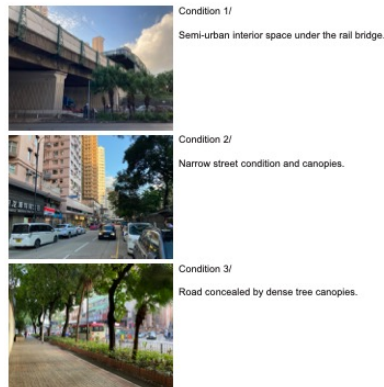 Condition 1/
Semi-urban interior space under the rail bridge.
Condition 2/
Narrow street condition and canopies.
Condition 3/
Road concealed by dense tree canopies.